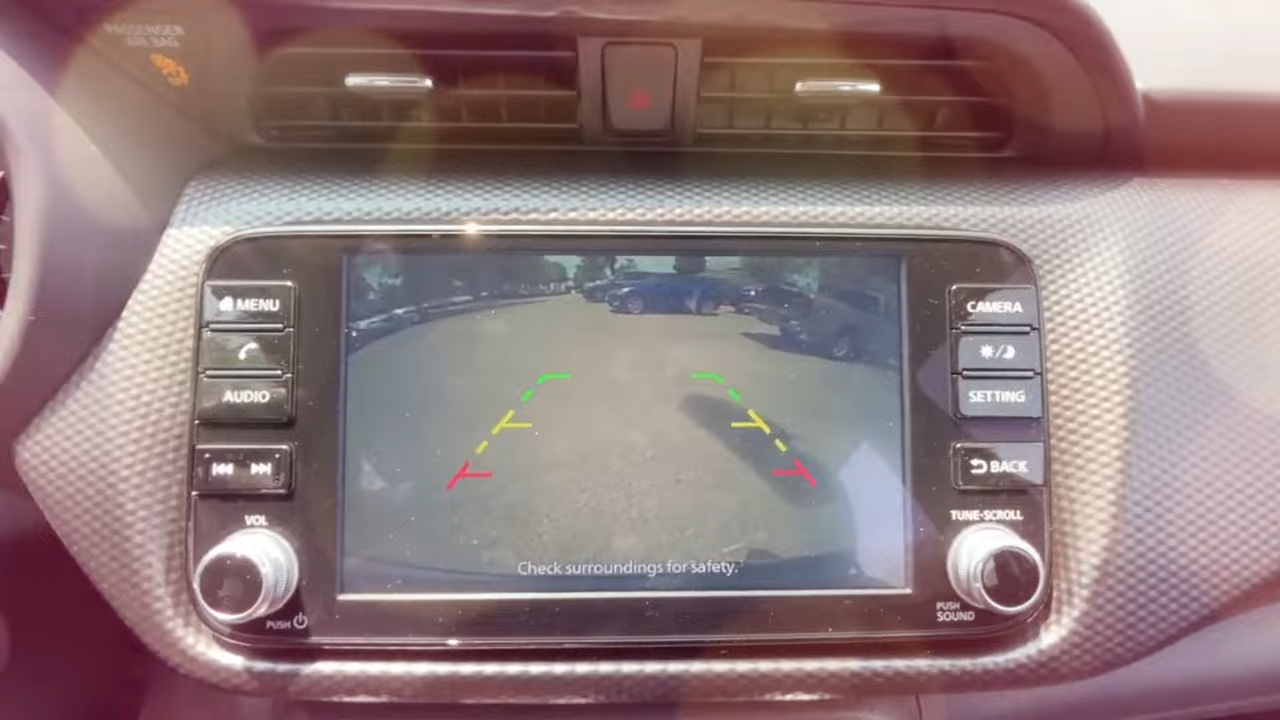 MENU
AUDIO
VOL
PUSH
CAMERA
SETTING
BACK
TUNE·SCROLL
PUSH
SOUND
Check surroundings for safety.